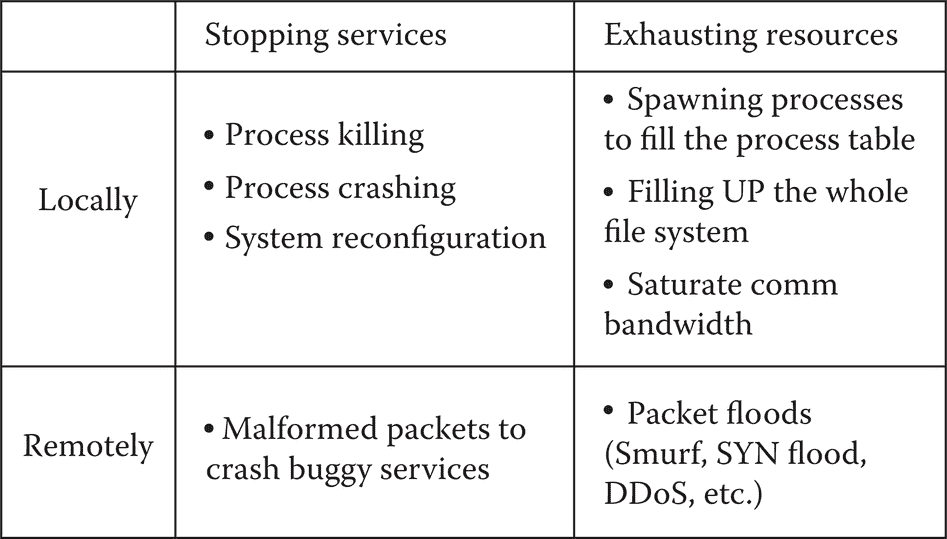 Stopping services
Exhausting resources
Locally
• Process killing
• Process crashing
• System reconfiguration
• Spawning processes
to fill the process table
• Filling UP the whole
file system
• Saturate comm
bandwidth
Remotely
• Malformed packets to
crash buggy services
• Packet floods
(Smurf, SYN flood,
DDoS, etc.)